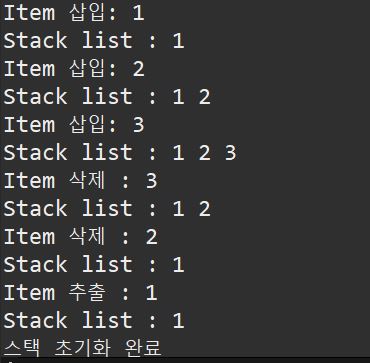 Item 삽입: 1
Stack list : 1
Item 삽입: 2
Stack list : 1 2
Item 삽입: 3
Stack list : 1 2 3
Item 삭제 : 3
Stack list : 1 2
Item 삭제 : 2
Stack list : 1
Item 추출 : 1
Stack list : 1
스택 초기화 완료